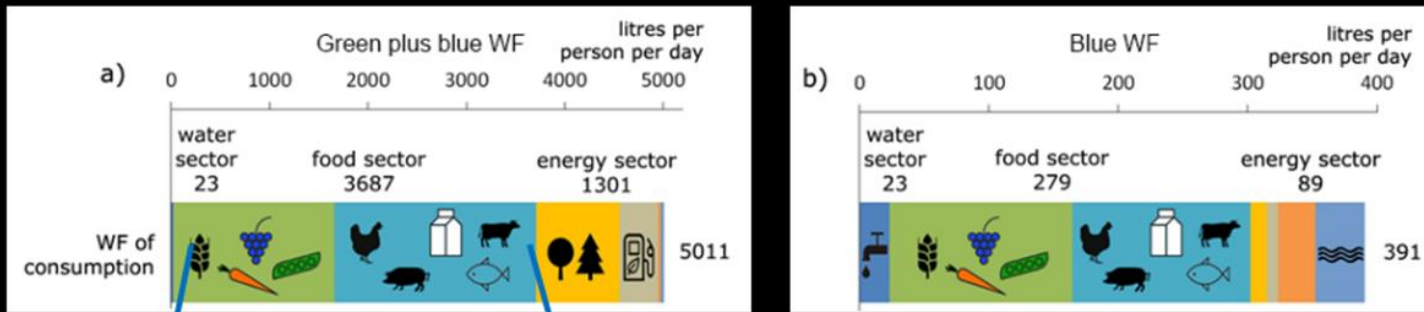 a)
Green plus blue WF
litres per
person per day
0 1000 2000 3000 4000 5000
water
sector
23
food sector
3687
energy sector
1301
WF of
consumption
5011
b)
Blue WF
litres per
person per day
0 100 200 300 400
water
sector
23
food sector
279
energy sector
89
391